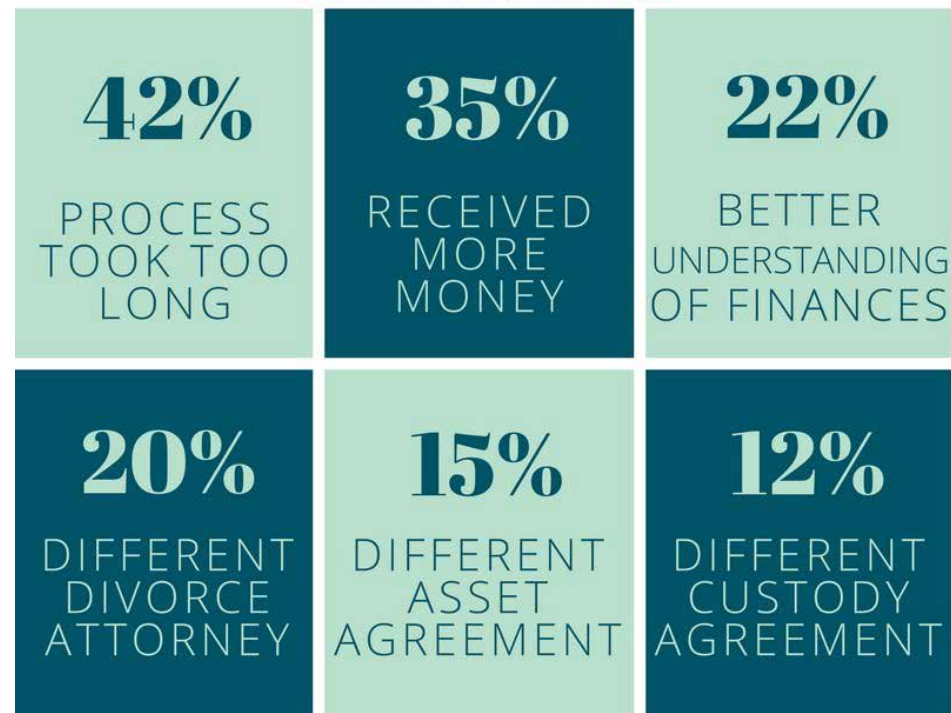 42%
PROCESS
TOOK TOO
LONG
35%
RECEIVED
MORE
MONEY
22%
BETTER
UNDERSTANDING
OF FINANCES
20%
DIFFERENT
DIVORCE
ATTORNEY
15%
DIFFERENT
ASSET
AGREEMENT
12%
DIFFERENT
CUSTODY
AGREEMENT